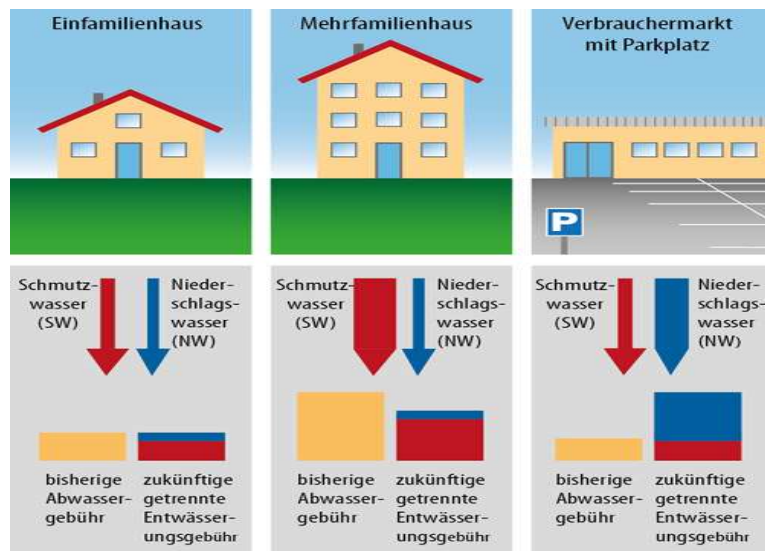 Einfamilienhaus
Mehrfamilienhaus
Verbrauchermarkt
mit Parkplatz
P
Schmutz-
wasser
(SW)
Nieder-
schlags-
wasser
(NW)
bisherige
Abwasser-
gebühr
zukünftige
getrennte
Entwässer-
ungsgebühr
Schmutz-
wasser
(SW)
Nieder-
schlags-
wasser
(NW)
bisherige
Abwasser-
gebühr
zukünftige
getrennte
Entwässer-
ungsgebühr
Schmutz-
wasser
(SW)
Nieder-
schlags-
wasser
(NW)
bisherige
Abwasser-
gebühr
zukünftige
getrennte
Entwässer-
ungsgebühr